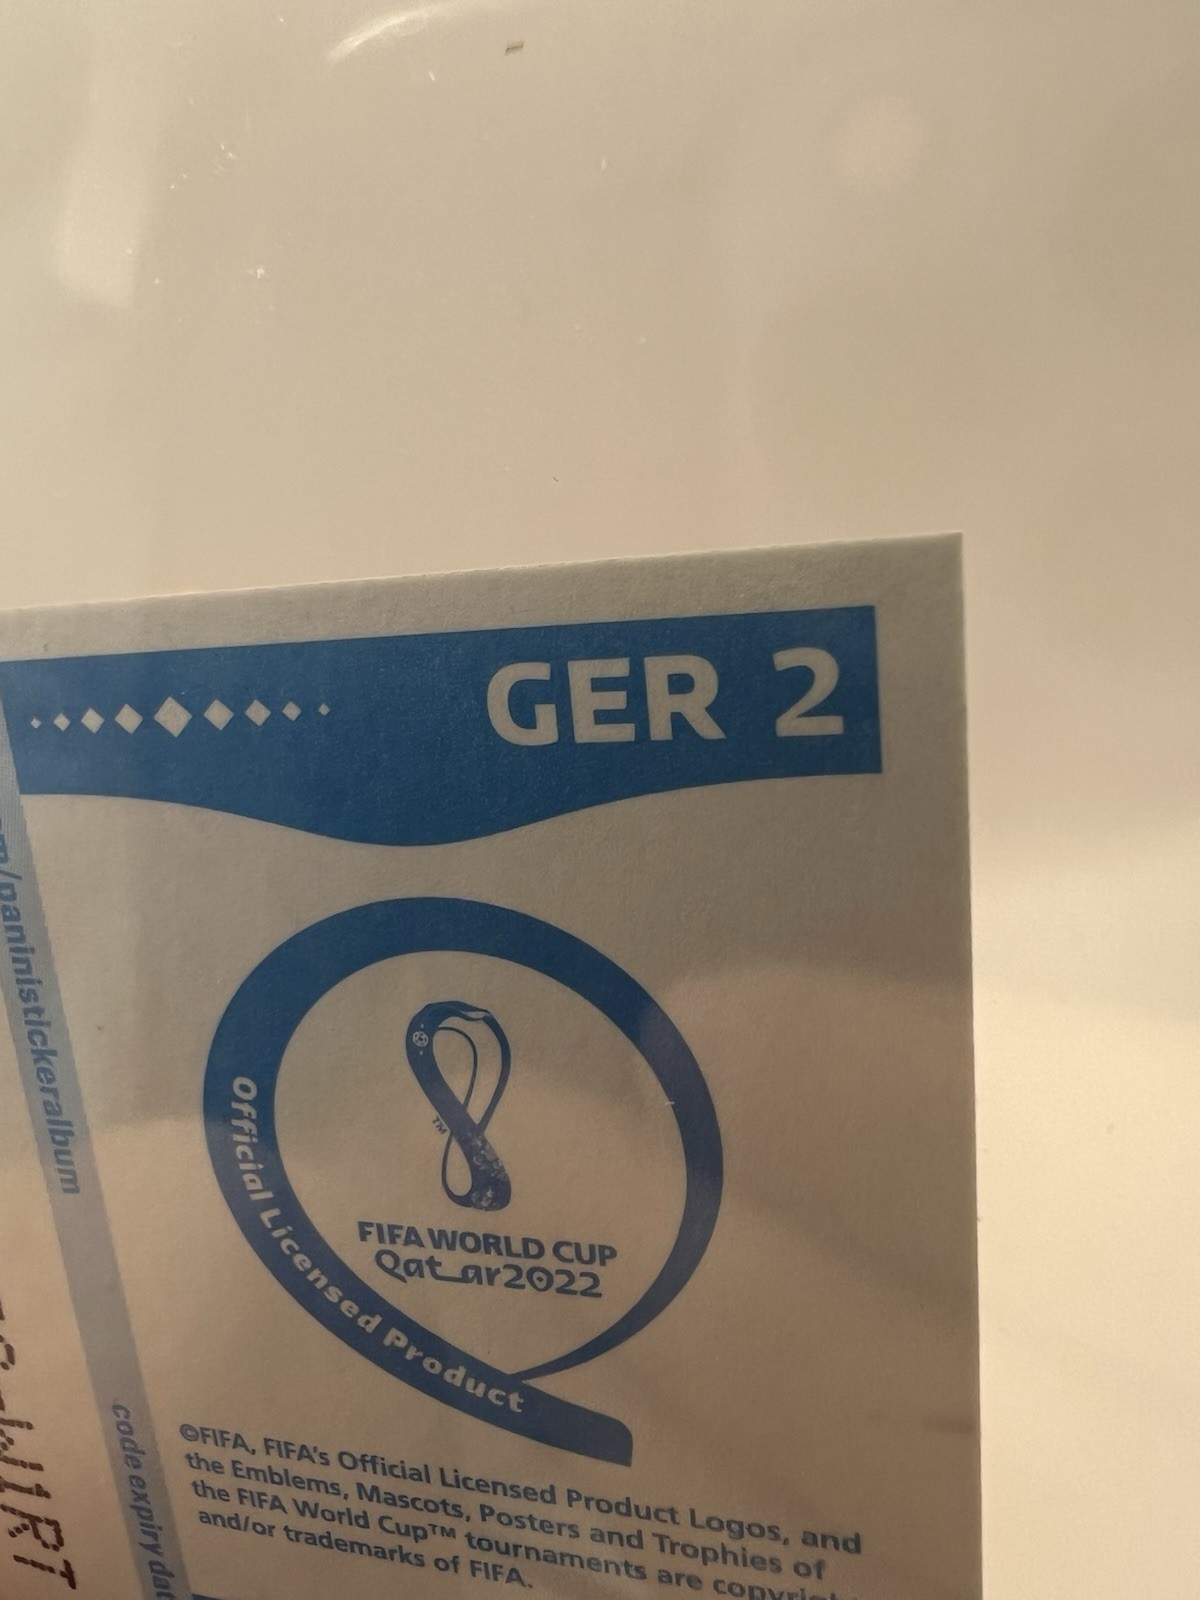 GER 2
Official Licensed Product
TM
FIFA WORLD CUP
Qatar2022
©FIFA, FIFA's Official Licensed Product Logos, and
the Emblems, Mascots, Posters and Trophies of
the FIFA World Cup™ tournaments are
and/or trademarks of FIFA.
/paninistickeralbum
code expiry